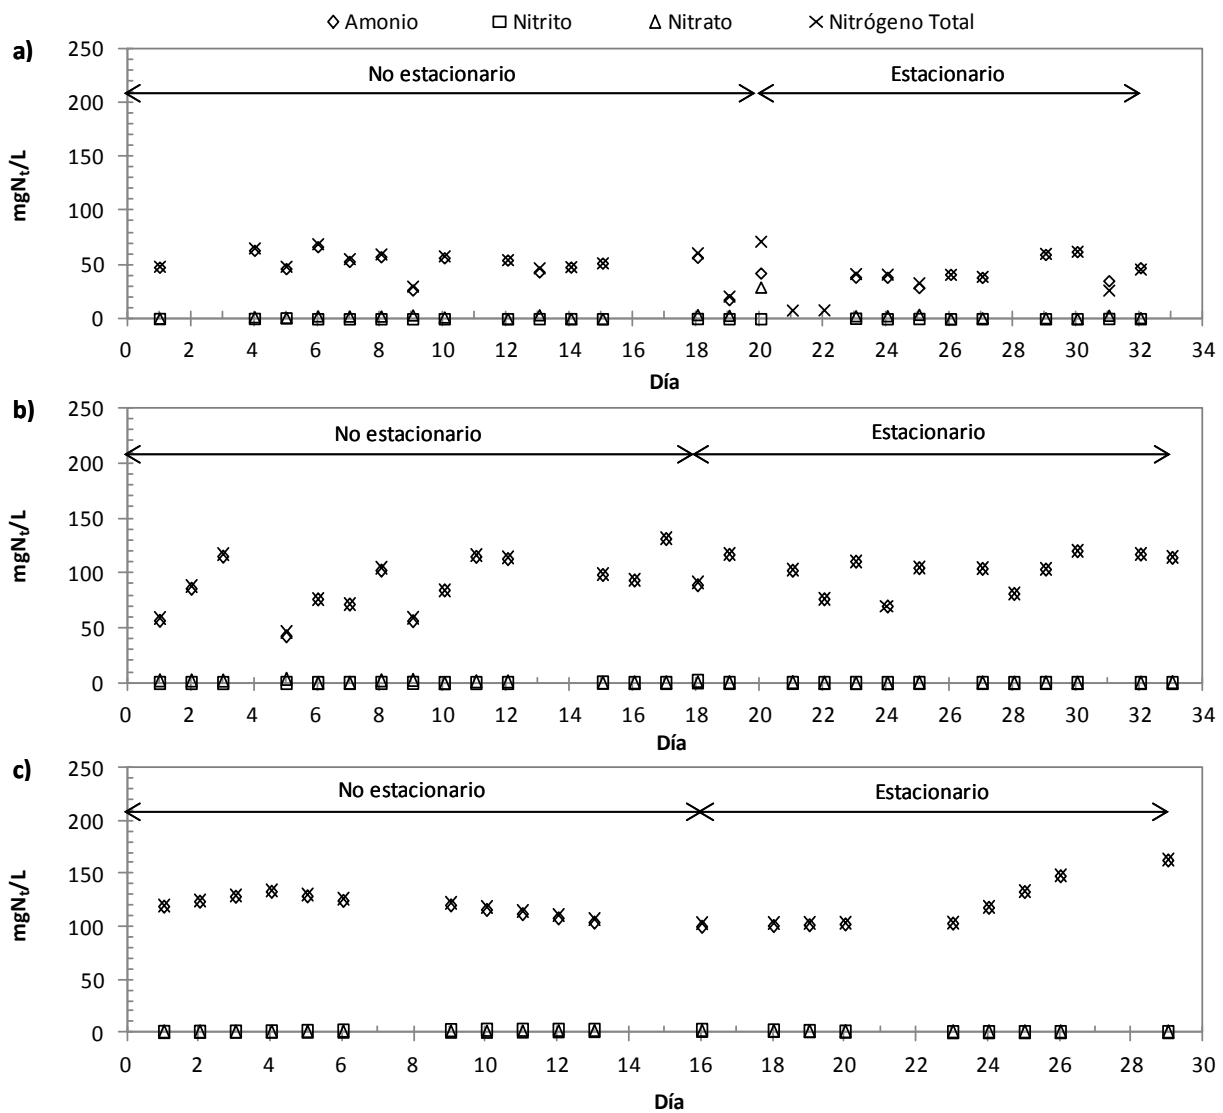 Amonio Nitrito Nitrato Nitrógeno Total
a)
250
200
150
100
50
0
mgNt/L
No estacionario Estacionario
0 2 4 6 8 10 12 14 16 18 20 22 24 26 28 30 32 34
Día
b)
250
200
150
100
50
0
mgNt/L
No estacionario Estacionario
0 2 4 6 8 10 12 14 16 18 20 22 24 26 28 30 32 34
Día
c)
250
200
150
100
50
0
mgNt/L
No estacionario Estacionario
0 2 4 6 8 10 12 14 16 18 20 22 24 26 28 30
Día